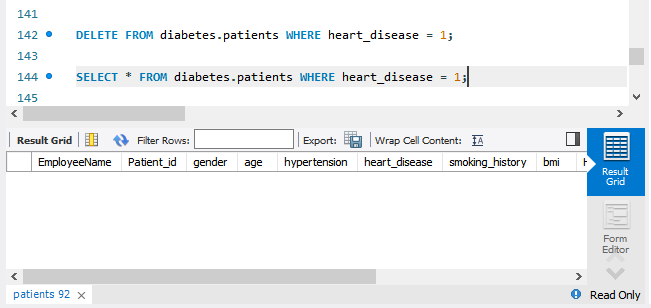 141
142 DELETE FROM diabetes.patients WHERE heart_disease = 1;
143
144 SELECT * FROM diabetes.patients WHERE heart_disease = 1;
145
Result Grid Filter Rows: Export: Wrap Cell Content:
EmployeeName Patient_id gender age hypertension heart_disease smoking_history bmi
Result
Grid
Form
Editor
patients 92 Read Only